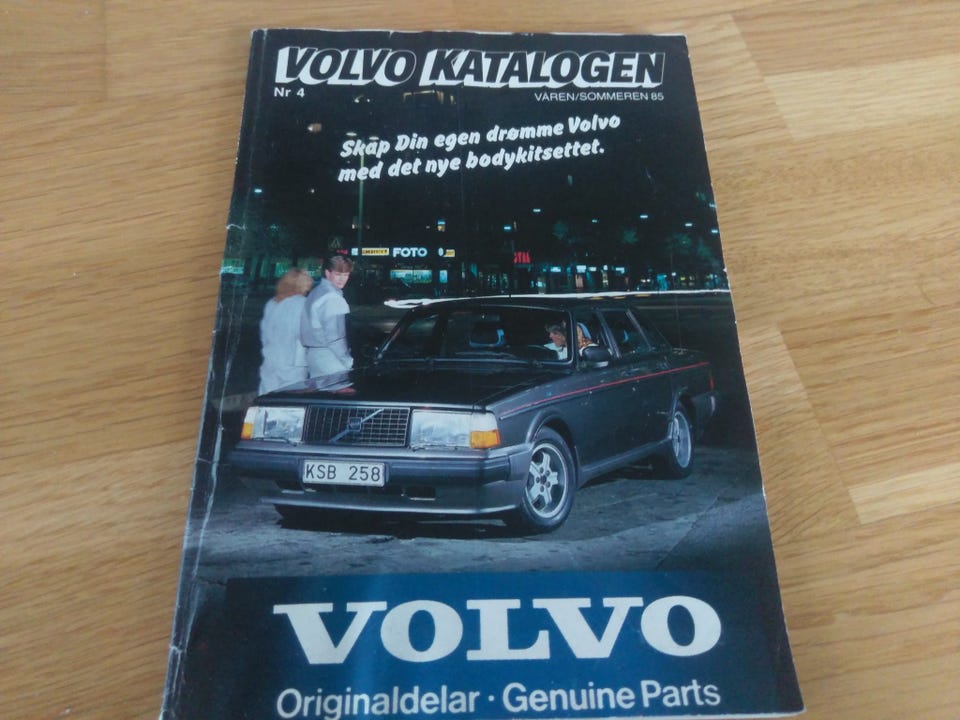 VOLVO KATALOGEN
Nr 4
VÅREN/SOMMEREN 85
Skap Din egen drømme Volvo
med det nye bodykitsettet.
FOTO
KSB 258
VOLVO
Originaldelar · Genuine Parts